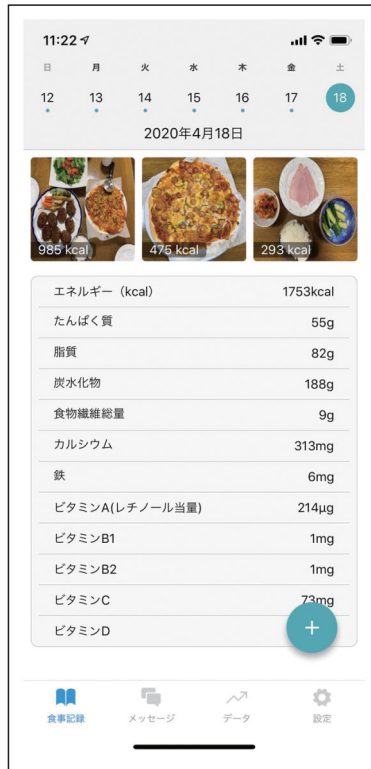 11:22
日 月 火 水 木 金 土
12 13 14 15 16 17 18
2020年4月18日
985 kcal 475 kcal 293 kcal
エネルギー（kcal） 1753kcal
たんぱく質 55g
脂質 82g
炭水化物 188g
食物繊維総量 9g
カルシウム 313mg
鉄 6mg
ビタミンA(レチノール当量) 214μg
ビタミンB1 1mg
ビタミンB2 1mg
ビタミンC 73mg
ビタミンD
+
食事記録 メッセージ データ 設定